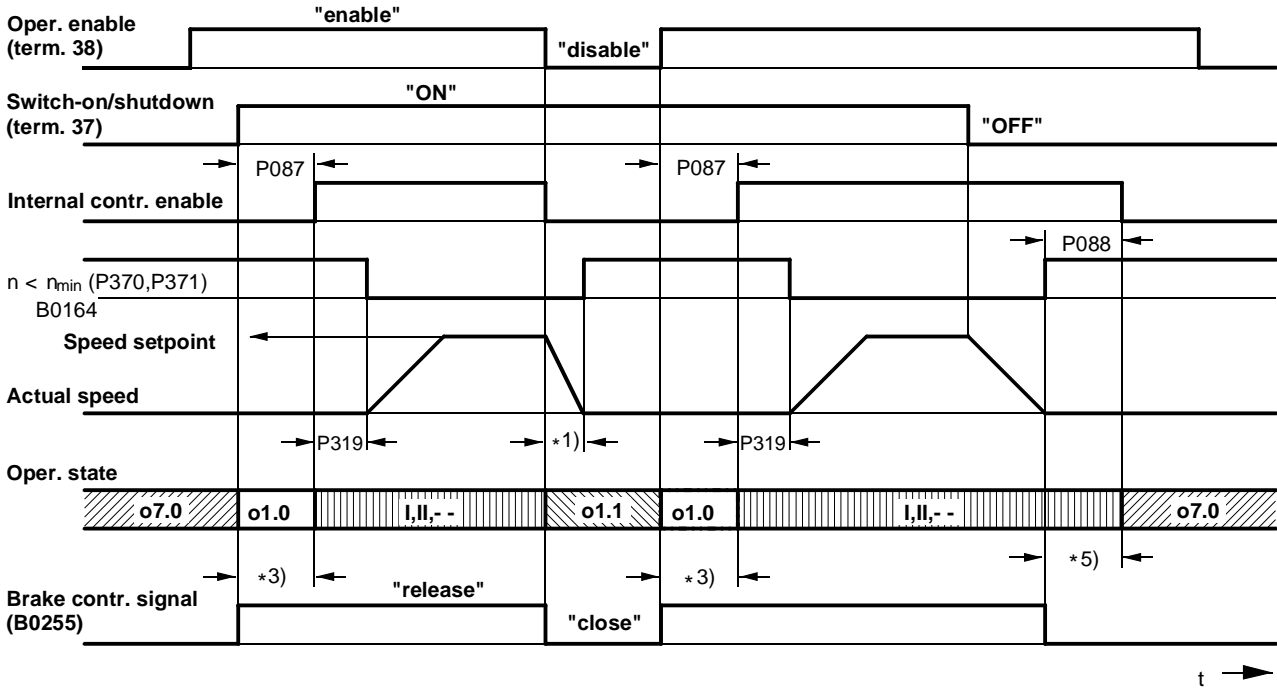 Oper. enable
(term. 38)
"enable"
"disable"
Switch-on/shutdown
(term. 37)
"ON"
"OFF"
P087
P087
Internal contr. enable
P088
n < nmin (P370,P371)
B0164
Speed setpoint
Actual speed
P319
*1)
P319
Oper. state
o7.0
o1.0
I,II,- -
o1.1
o1.0
I,II,- -
o7.0
*3)
*3)
*5)
Brake contr. signal
(B0255)
"release"
"close"
t